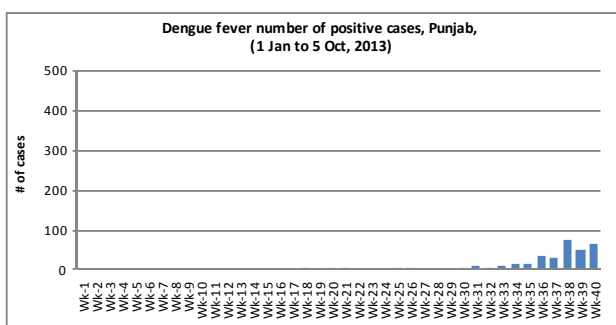 Dengue fever number of positive cases, Punjab,
(1 Jan to 5 Oct, 2013)
# of cases
500
400
300
200
100
0
Wk-1
Wk-2
Wk-3
Wk-4
Wk-5
Wk-6
Wk-7
Wk-8
Wk-9
Wk-10
Wk-11
Wk-12
Wk-13
Wk-14
Wk-15
Wk-16
Wk-17
Wk-18
Wk-19
Wk-20
Wk-21
Wk-22
Wk-23
Wk-24
Wk-25
Wk-26
Wk-27
Wk-28
Wk-29
Wk-30
Wk-31
Wk-32
Wk-33
Wk-34
Wk-35
Wk-36
Wk-37
Wk-38
Wk-39
Wk-40